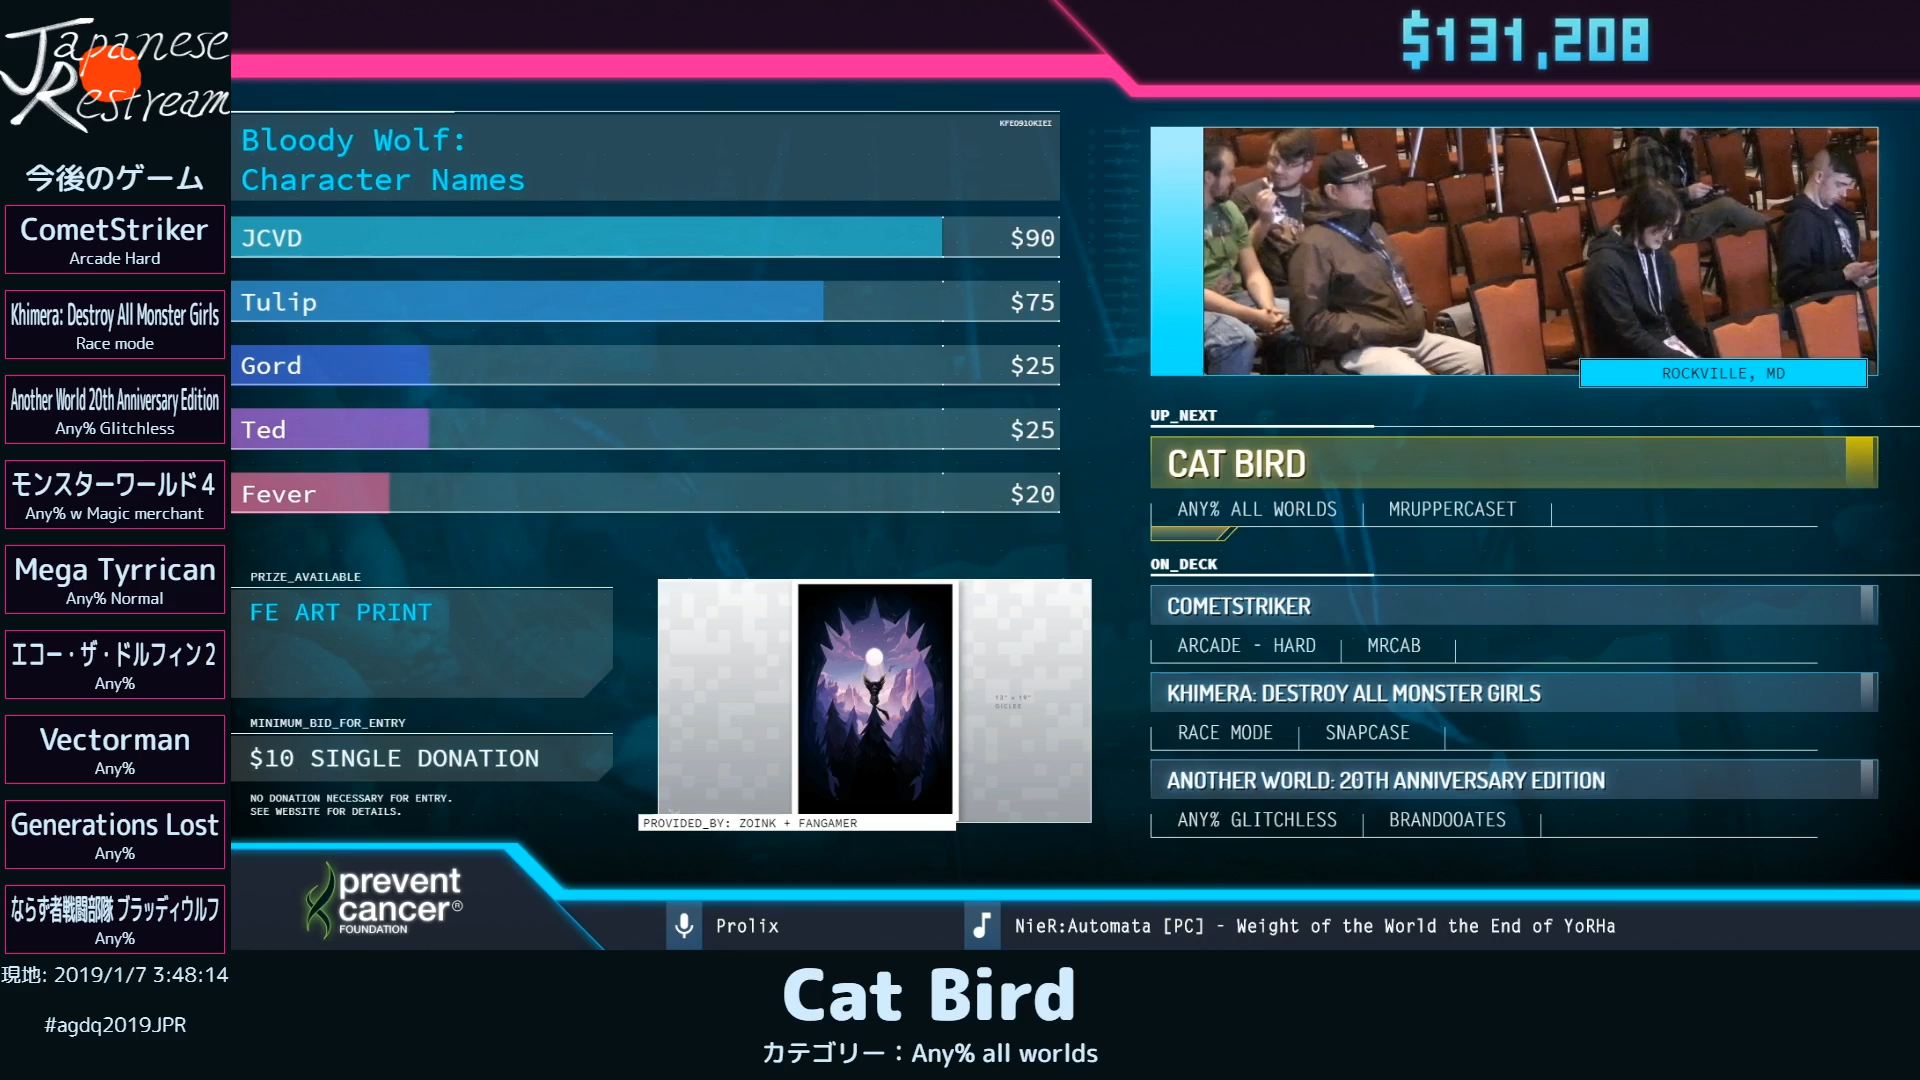 Japanese
Restream
今後のゲーム
CometStriker
Arcade Hard
Khimera: Destroy All Monster Girls
Race mode
Another World 20th Anniversary Edition
Any% Glitchless
モンスターワールド4
Any% w Magic merchant
Mega Tyrrican
Any% Normal
エコー・ザ・ドルフィン2
Any%
Vectorman
Any%
Generations Lost
Any%
ならず者戦闘部隊 ブラッディウルフ
Any%
現地: 2019/1/7 3:48:14
#agdq2019JPR
$131,208
Bloody Wolf:
Character Names
KFE0910KIEI
JCVD $90
Tulip $75
Gord $25
Ted $25
Fever $20
PRIZE_AVAILABLE
FE ART PRINT
MINIMUM_BID_FOR_ENTRY
$10 SINGLE DONATION
NO DONATION NECESSARY FOR ENTRY.
SEE WEBSITE FOR DETAILS.
13" x 19"
GICLEE
PROVIDED_BY: ZOINK + FANGAMER
ROCKVILLE, MD
UP_NEXT
CAT BIRD
ANY% ALL WORLDS MRUPPERCASET
ON_DECK
COMETSTRIKER
ARCADE - HARD MRCAB
KHIMERA: DESTROY ALL MONSTER GIRLS
RACE MODE SNAPCASE
ANOTHER WORLD: 20TH ANNIVERSARY EDITION
ANY% GLITCHLESS BRANDOOATES
prevent
cancer®
FOUNDATION
Prolix
NieR:Automata [PC] - Weight of the World the End of YoRHa
Cat Bird
カテゴリー：Any% all worlds